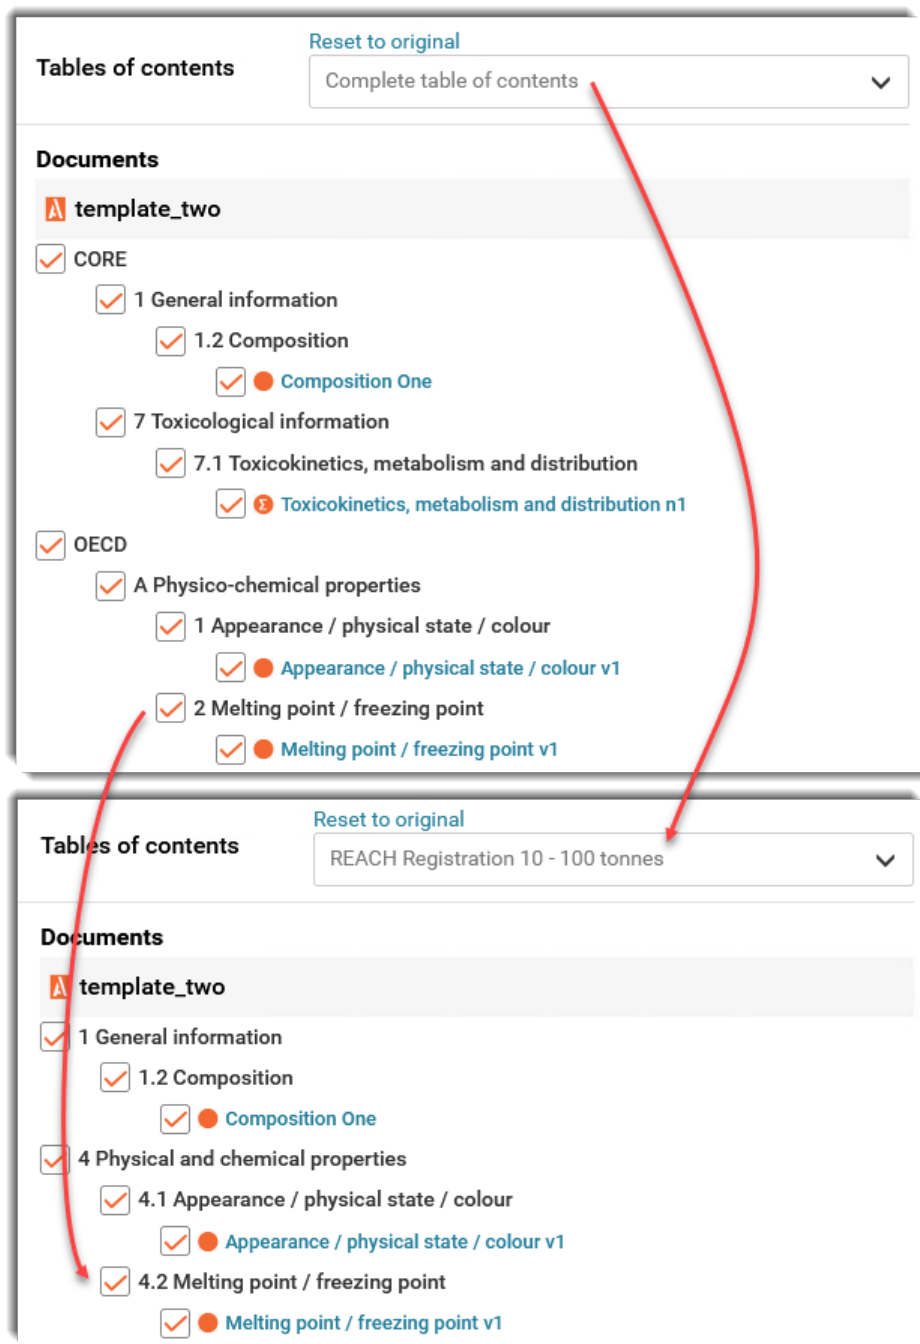 Reset to original
Tables of contents
Complete table of contents
Documents
template_two
CORE
1 General information
1.2 Composition
Composition One
7 Toxicological information
7.1 Toxicokinetics, metabolism and distribution
Σ Toxicokinetics, metabolism and distribution n1
OECD
A Physico-chemical properties
1 Appearance / physical state / colour
Appearance / physical state / colour v1
2 Melting point / freezing point
Melting point / freezing point v1
Reset to original
Tables of contents
REACH Registration 10 - 100 tonnes
Documents
template_two
1 General information
1.2 Composition
Composition One
4 Physical and chemical properties
4.1 Appearance / physical state / colour
Appearance / physical state / colour v1
4.2 Melting point / freezing point
Melting point / freezing point v1